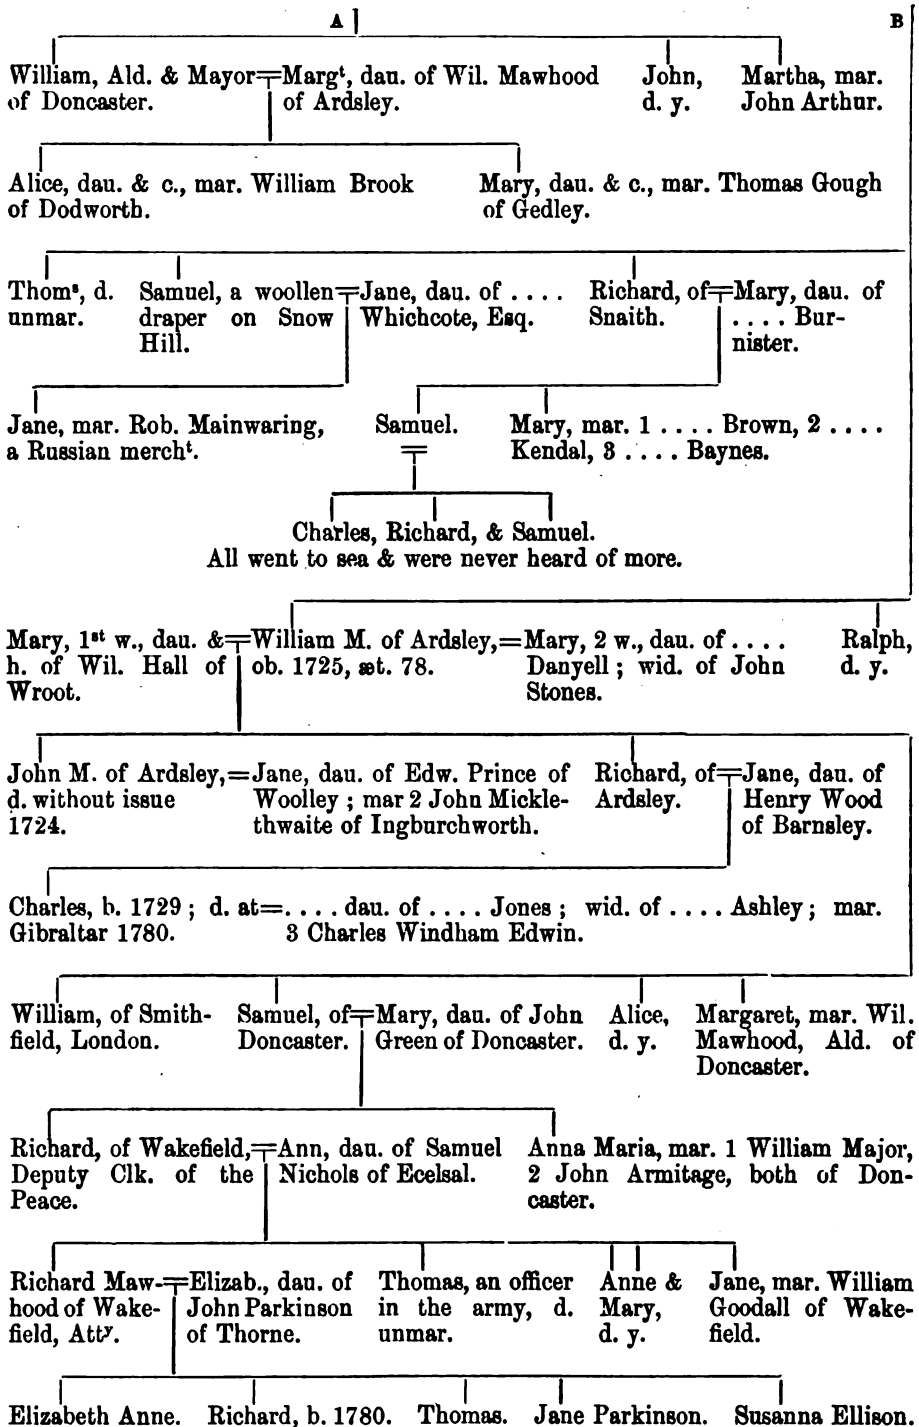 A B
William, Ald. & Mayor=Margᵗ, dau. of Wil. Mawhood John, Martha, mar.
of Doncaster. of Ardsley. d. y. John Arthur.
Alice, dau. & c., mar. William Brook Mary, dau. & c., mar. Thomas Gough
of Dodworth. of Gedley.
Thomˢ, d. Samuel, a woollen=Jane, dau. of .... Richard, of=Mary, dau. of
unmar. draper on Snow Whichcote, Esq. Snaith. .... Bur-
Hill. nister.
Jane, mar. Rob. Mainwaring, Samuel. Mary, mar. 1 .... Brown, 2 ....
a Russian merchᵗ. = Kendal, 3 .... Baynes.
Charles, Richard, & Samuel.
All went to sea & were never heard of more.
Mary, 1ˢᵗ w., dau. &=William M. of Ardsley,=Mary, 2 w., dau. of .... Ralph,
h. of Wil. Hall of ob. 1725, æt. 78. Danyell; wid. of John d. y.
Wroot. Stones.
John M. of Ardsley,=Jane, dau. of Edw. Prince of Richard, of=Jane, dau. of
d. without issue Woolley; mar 2 John Mickle- Ardsley. Henry Wood
1724. thwaite of Ingburchworth. of Barnsley.
Charles, b. 1729; d. at=.... dau. of .... Jones; wid. of .... Ashley; mar.
Gibraltar 1780. 3 Charles Windham Edwin.
William, of Smith- Samuel, of=Mary, dau. of John Alice, Margaret, mar. Wil.
field, London. Doncaster. Green of Doncaster. d. y. Mawhood, Ald. of
Doncaster.
Richard, of Wakefield,=Ann, dau. of Samuel Anna Maria, mar. 1 William Major,
Deputy Clk. of the Nichols of Ecelsal. 2 John Armitage, both of Don-
Peace. caster.
Richard Maw-=Elizab., dau. of Thomas, an officer Anne & Jane, mar. William
hood of Wake- John Parkinson in the army, d. Mary, Goodall of Wake-
field, Attʸ. of Thorne. unmar. d. y. field.
Elizabeth Anne. Richard, b. 1780. Thomas. Jane Parkinson. Susanna Ellison.